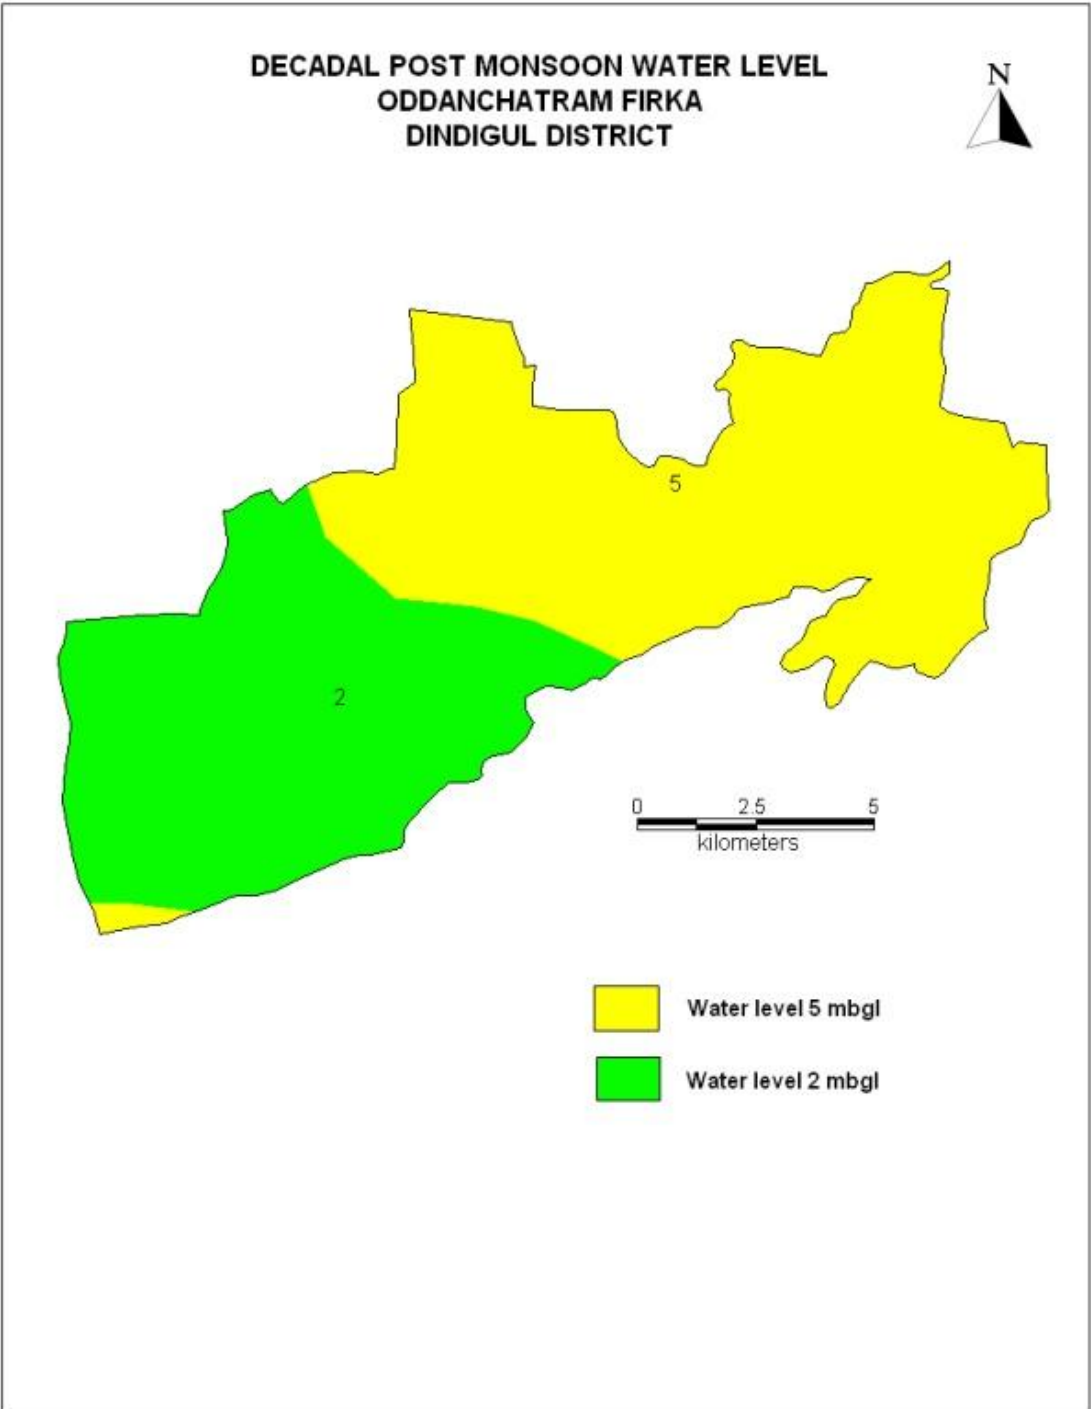 DECADAL POST MONSOON WATER LEVEL
ODDANCHATRAM FIRKA
DINDIGUL DISTRICT
N
5
2
0 2.5 5
kilometers
Water level 5 mbgl
Water level 2 mbgl